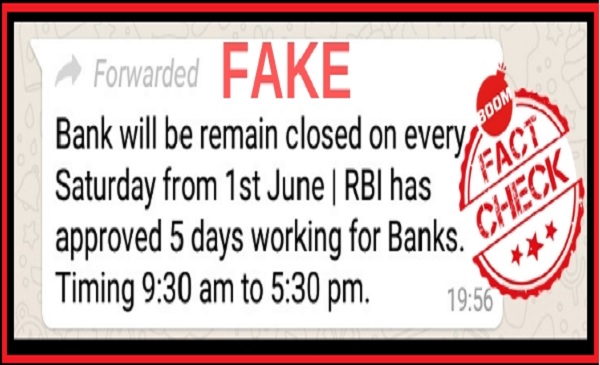 Forwarded FAKE
Bank will be remain closed on every
Saturday from 1st June | RBI has
approved 5 days working for Banks.
Timing 9:30 am to 5:30 pm.
19:56
BOOM
FACT
CHECK